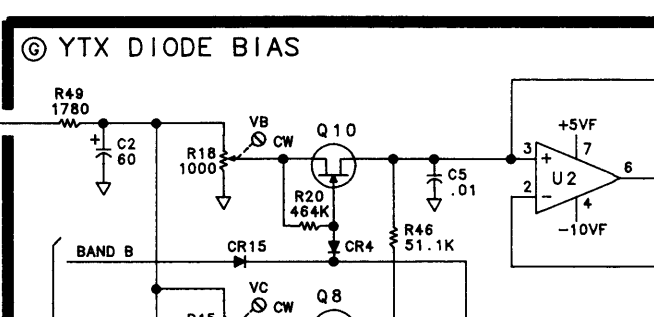 G YTX DIODE BIAS
R49
1780
+
C2
60
R18
1000
VB
CW
Q10
R20
464K
CR4
C5
.01
R46
51.1K
+5VF
3
+
7
U2
6
2
−
4
-10VF
BAND B
CR15
VC
CW
Q8